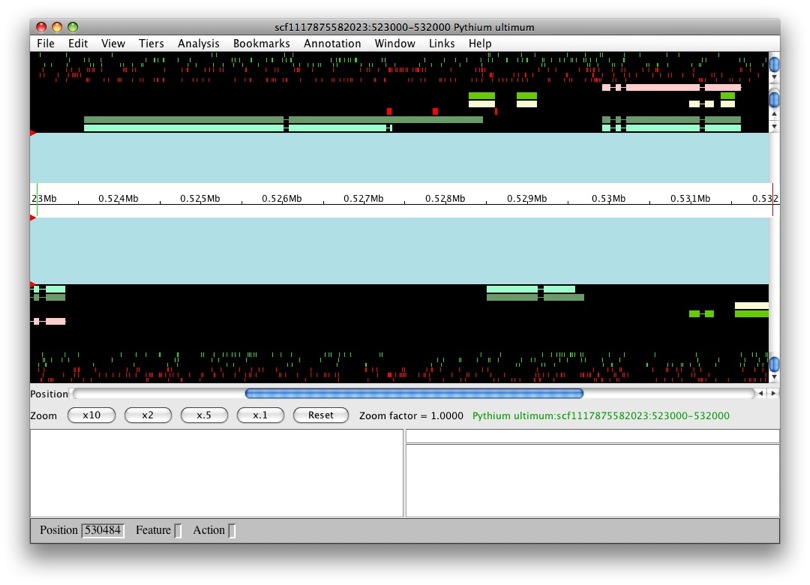 scf1117875582023:523000-532000 Pythium ultimum
File Edit View Tiers Analysis Bookmarks Annotation Window Links Help
23Mb 0.524Mb 0.525Mb 0.526Mb 0.527Mb 0.528Mb 0.529Mb 0.53Mb 0.531Mb 0.532
Position
Zoom x10 x2 x.5 x.1 Reset Zoom factor = 1.0000 Pythium ultimum:scf1117875582023:523000-532000
Position 530484 Feature Action